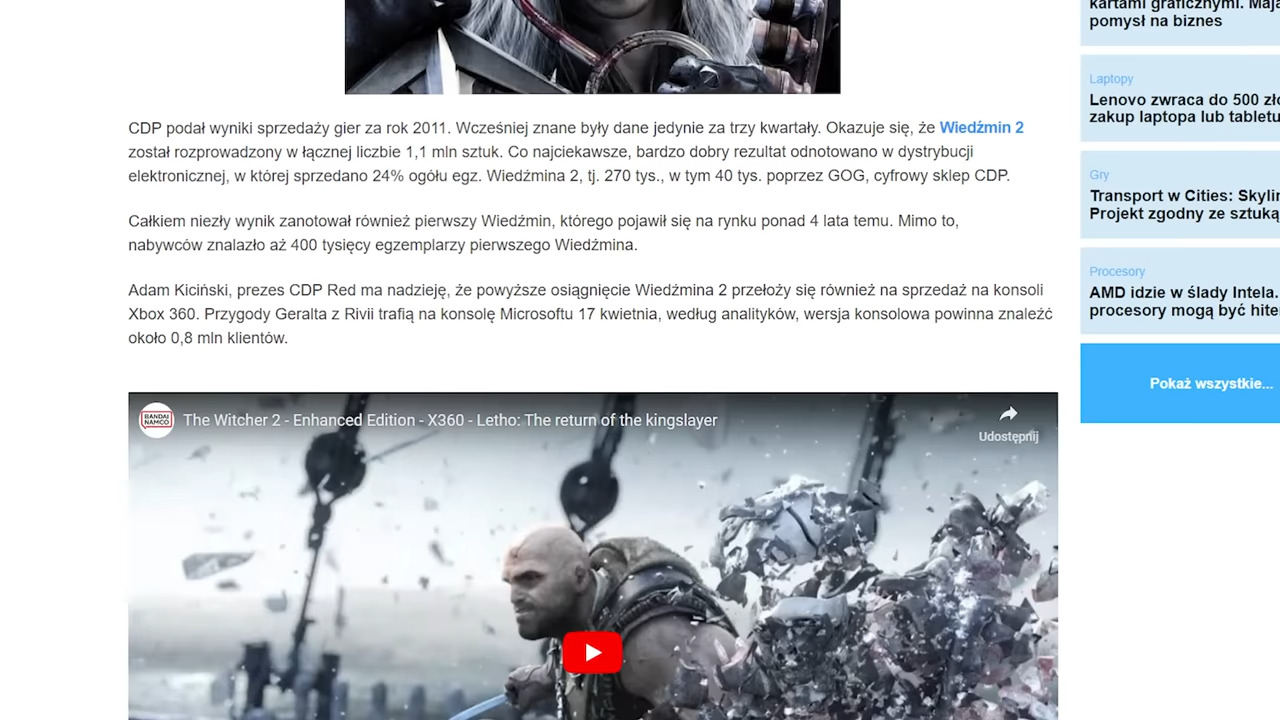 CDP podał wyniki sprzedaży gier za rok 2011. Wcześniej znane były dane jedynie za trzy kwartały. Okazuje się, że Wiedźmin 2
został rozprowadzony w łącznej liczbie 1,1 mln sztuk. Co najciekawsze, bardzo dobry rezultat odnotowano w dystrybucji
elektronicznej, w której sprzedano 24% ogółu egz. Wiedźmina 2, tj. 270 tys., w tym 40 tys. poprzez GOG, cyfrowy sklep CDP.
Całkiem niezły wynik zanotował również pierwszy Wiedźmin, którego pojawił się na rynku ponad 4 lata temu. Mimo to,
nabywców znalazło aż 400 tysięcy egzemplarzy pierwszego Wiedźmina.
Adam Kiciński, prezes CDP Red ma nadzieję, że powyższe osiągnięcie Wiedźmina 2 przełoży się również na sprzedaż na konsoli
Xbox 360. Przygody Geralta z Rivii trafią na konsolę Microsoftu 17 kwietnia, według analityków, wersja konsolowa powinna znaleźć
około 0,8 mln klientów.
BANDAI
NAMCO
The Witcher 2 - Enhanced Edition - X360 - Letho: The return of the kingslayer
Udostępnij
kartami graficznymi. Mają
pomysł na biznes
Laptopy
Lenovo zwraca do 500 zł
zakup laptopa lub tabletu
Gry
Transport w Cities:
Projekt zgodny ze sztuką
Procesory
AMD idzie w ślady Intela.
procesory mogą być
Pokaż wszystkie...